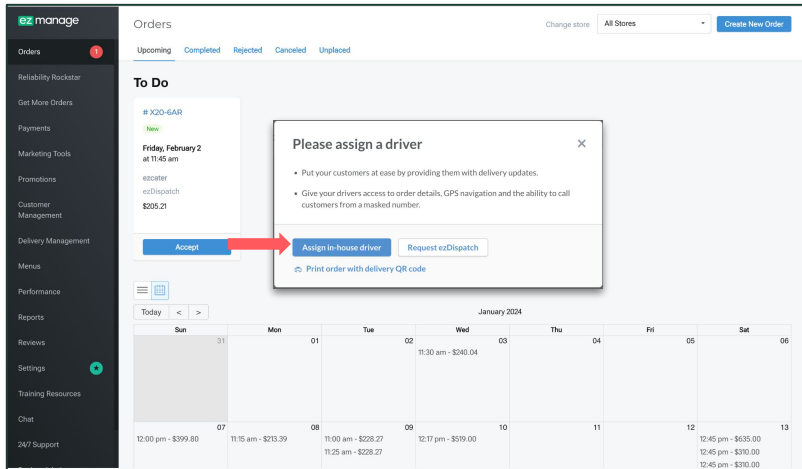 ez manage
Orders
1
Reliability Rockstar
Get More Orders
Payments
Marketing Tools
Promotions
Customer
Management
Delivery Management
Menus
Performance
Reports
Reviews
Settings
Training Resources
Chat
24/7 Support
Orders
Change store
All Stores
Create New Order
Upcoming Completed Rejected Canceled Unplaced
To Do
# X20-6AR
New
Friday, February 2
at 11:45 am
ezcater
ezDispatch
$205.21
Accept
Please assign a driver
×
• Put your customers at ease by providing them with delivery updates.
• Give your drivers access to order details, GPS navigation and the ability to call
customers from a masked number.
Assign in-house driver Request ezDispatch
Print order with delivery QR code
Today < >
January 2024
Sun Mon Tue Wed Thu Fri Sat
31 01 02 03 04 05 06
11:30 am - $240.04
07 08 09 10 11 12 13
12:00 pm - $399.80 11:15 am - $213.39 11:00 am - $228.27 12:17 pm - $519.00 12:45 pm - $635.00
11:25 am - $228.27 12:45 pm - $310.00
12:45 pm - $310.00